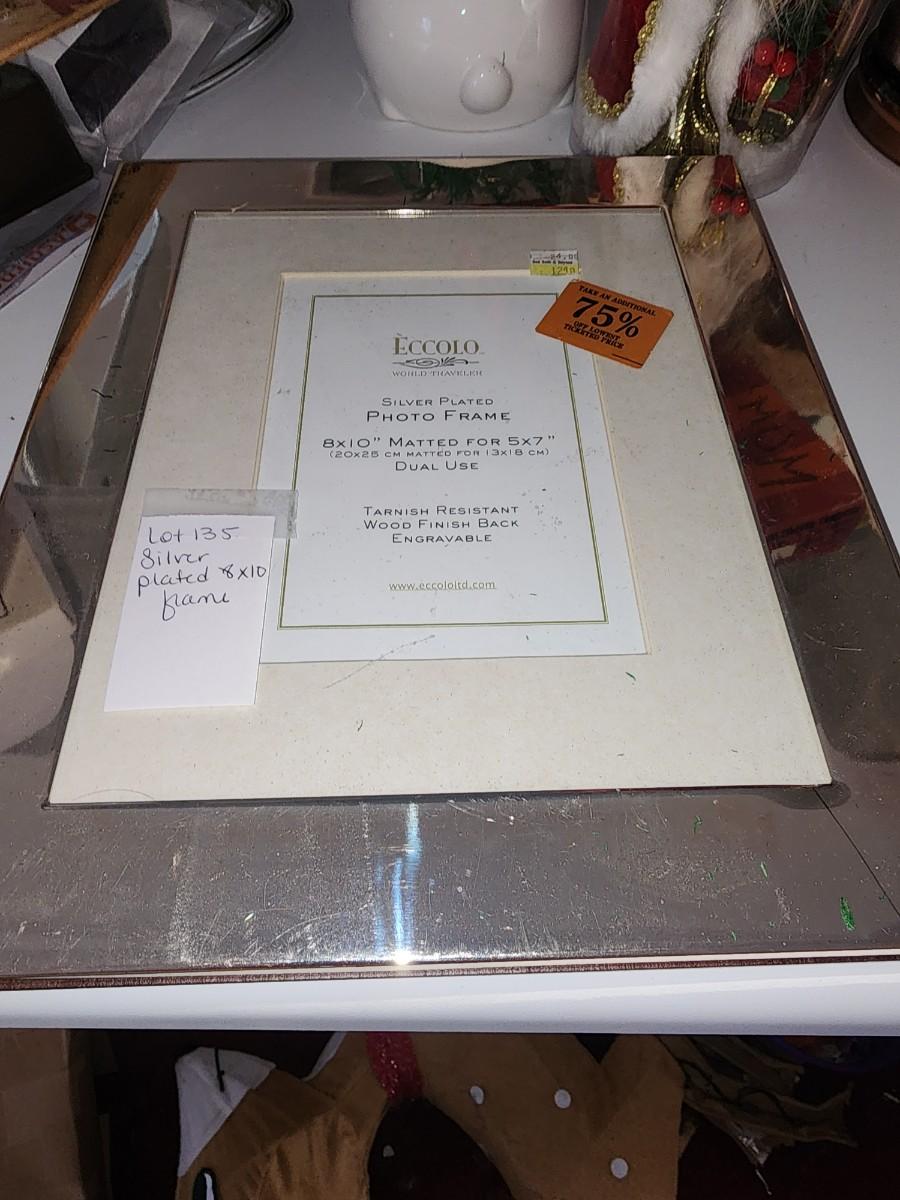 TAKE AN ADDITIONAL
75%
OFF LOWEST
TICKETED PRICE
ÈCCOLO
WORLD TRAVELER
SILVER PLATED
PHOTO FRAME
8X10" MATTED FOR 5X7"
(20X25 CM MATTED FOR 13X18 CM)
DUAL USE
TARNISH RESISTANT
WOOD FINISH BACK
ENGRAVABLE
www.eccololtd.com
Lot 135
Silver
plated 8x10
frame